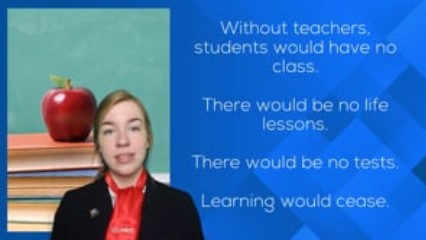 Without teachers,
students would have no
class.
There would be no life
lessons.
There would be no tests.
Learning would cease.